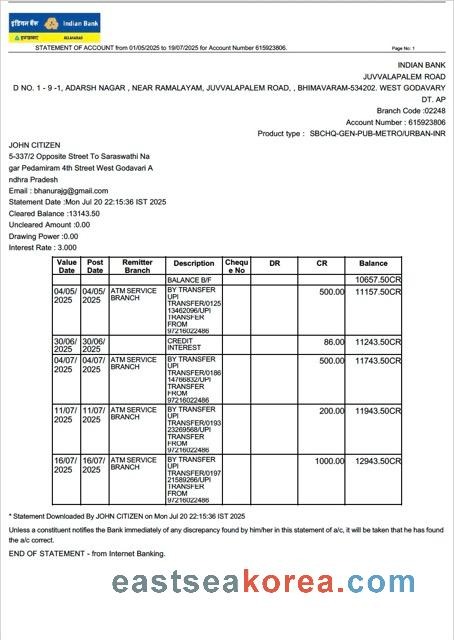 इंडियन बैंक Indian Bank
इलाहाबाद ALLAHABAD
STATEMENT OF ACCOUNT from 01/05/2025 to 19/07/2025 for Account Number 615923806.
Page No: 1
INDIAN BANK
JUVVALAPALEM ROAD
D NO. 1 - 9 -1, ADARSH NAGAR , NEAR RAMALAYAM, JUVVALAPALEM ROAD, , BHIMAVARAM-534202. WEST GODAVARY
DT. AP
Branch Code :02248
Account Number : 615923806
Product type : SBCHQ-GEN-PUB-METRO/URBAN-INR
JOHN CITIZEN
5-337/2 Opposite Street To Saraswathi Na
gar Pedamiram 4th Street West Godavari A
ndhra Pradesh
Email : bhanurajg@gmail.com
Statement Date :Mon Jul 20 22:15:36 IST 2025
Cleared Balance :13143.50
Uncleared Amount :0.00
Drawing Power :0.00
Interest Rate : 3.000
Value Date Post Date Remitter Branch Description Chequ e No DR CR Balance
BALANCE B/F 10657.50CR
04/05/ 04/05/ ATM SERVICE BY TRANSFER 500.00 11157.50CR
2025 2025 BRANCH UPI
TRANSFER/0125
13462096/UPI
TRANSFER
FROM
97216022486
30/06/ 30/06/ CREDIT 86.00 11243.50CR
2025 2025 INTEREST
04/07/ 04/07/ ATM SERVICE BY TRANSFER 500.00 11743.50CR
2025 2025 BRANCH UPI
TRANSFER/0186
14766832/UPI
TRANSFER
FROM
97216022486
11/07/ 11/07/ ATM SERVICE BY TRANSFER 200.00 11943.50CR
2025 2025 BRANCH UPI
TRANSFER/0193
23269568/UPI
TRANSFER
FROM
97216022486
16/07/ 16/07/ ATM SERVICE BY TRANSFER 1000.00 12943.50CR
2025 2025 BRANCH UPI
TRANSFER/0197
21589266/UPI
TRANSFER
FROM
97216022486
* Statement Downloaded By JOHN CITIZEN on Mon Jul 20 22:15:36 IST 2025
Unless a constituent notifies the Bank immediately of any discrepancy found by him/her in this statement of a/c, it will be taken that he has found
the a/c correct.
END OF STATEMENT - from Internet Banking.
eastseakorea.com